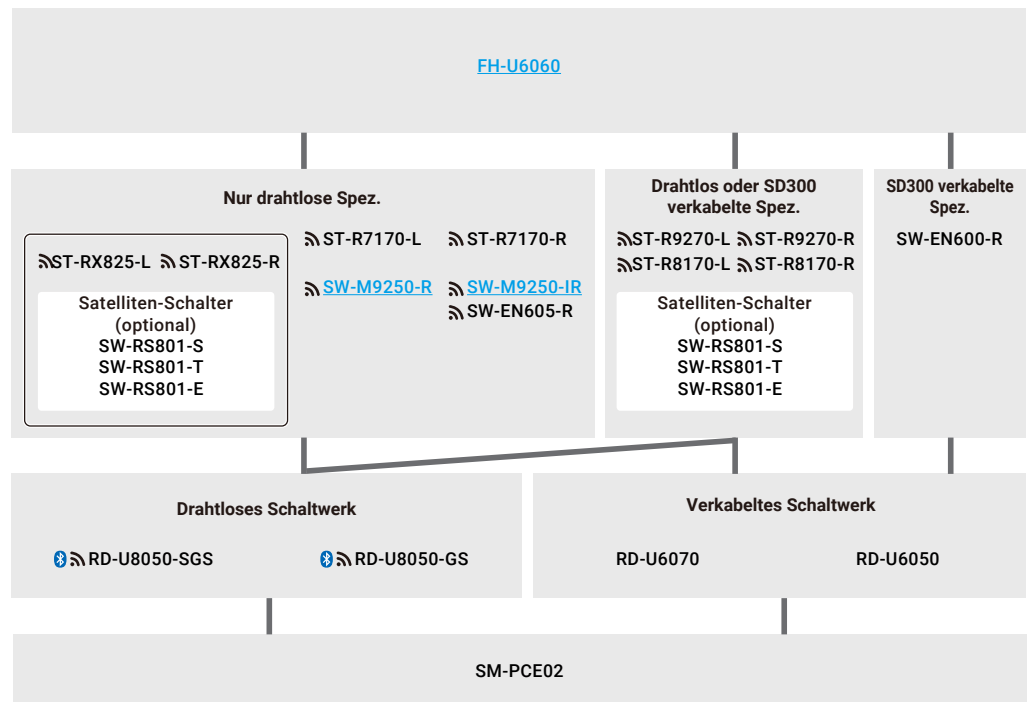 FH-U6060
Nur drahtlose Spez.
ST-RX825-L ST-RX825-R
Satelliten-Schalter
(optional)
SW-RS801-S
SW-RS801-T
SW-RS801-E
ST-R7170-L ST-R7170-R
SW-M9250-R SW-M9250-IR
SW-EN605-R
Drahtlos oder SD300
verkabelte Spez.
ST-R9270-L ST-R9270-R
ST-R8170-L ST-R8170-R
Satelliten-Schalter
(optional)
SW-RS801-S
SW-RS801-T
SW-RS801-E
SD300 verkabelte
Spez.
SW-EN600-R
Drahtloses Schaltwerk
RD-U8050-SGS RD-U8050-GS
Verkabeltes Schaltwerk
RD-U6070 RD-U6050
SM-PCE02